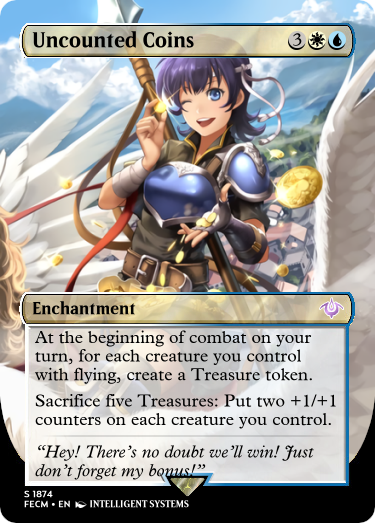 Uncounted Coins 3
Enchantment
At the beginning of combat on your
turn, for each creature you control
with flying, create a Treasure token.
Sacrifice five Treasures: Put two +1/+1
counters on each creature you control.
"Hey! There's no doubt we'll win! Just
don't forget my bonus!"
S 1874
FECM • EN INTELLIGENT SYSTEMS